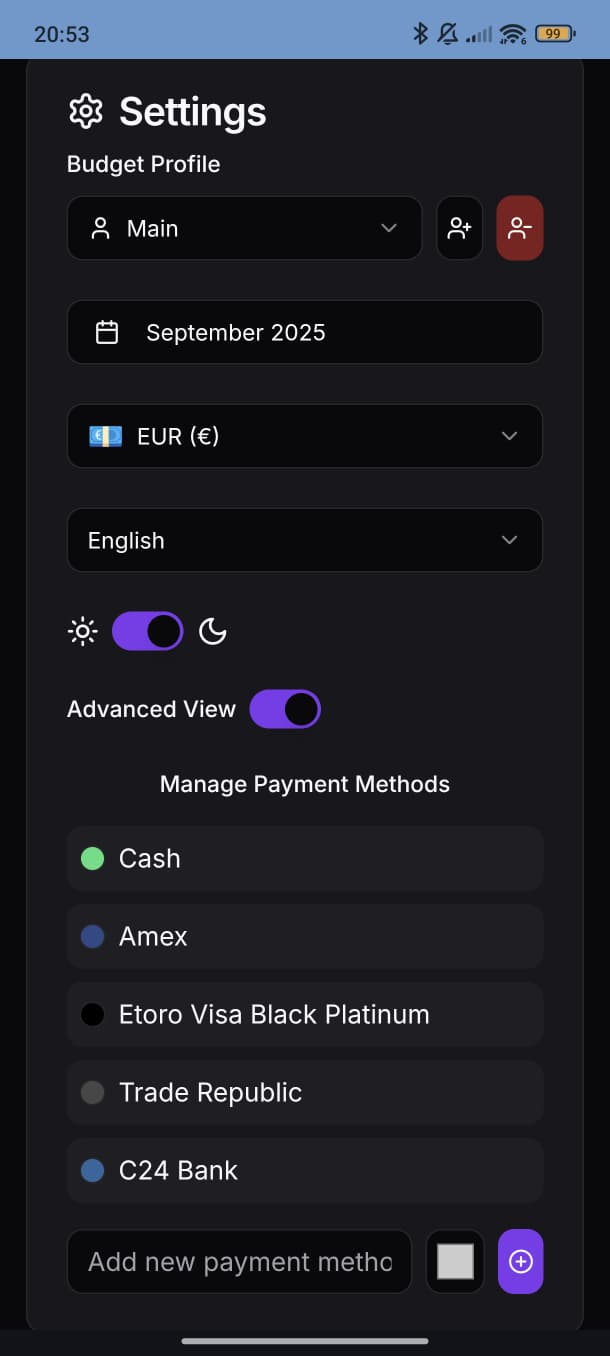 20:53
99
Settings
Budget Profile
Main
September 2025
EUR (€)
English
Advanced View
Manage Payment Methods
Cash
Amex
Etoro Visa Black Platinum
Trade Republic
C24 Bank
Add new payment metho